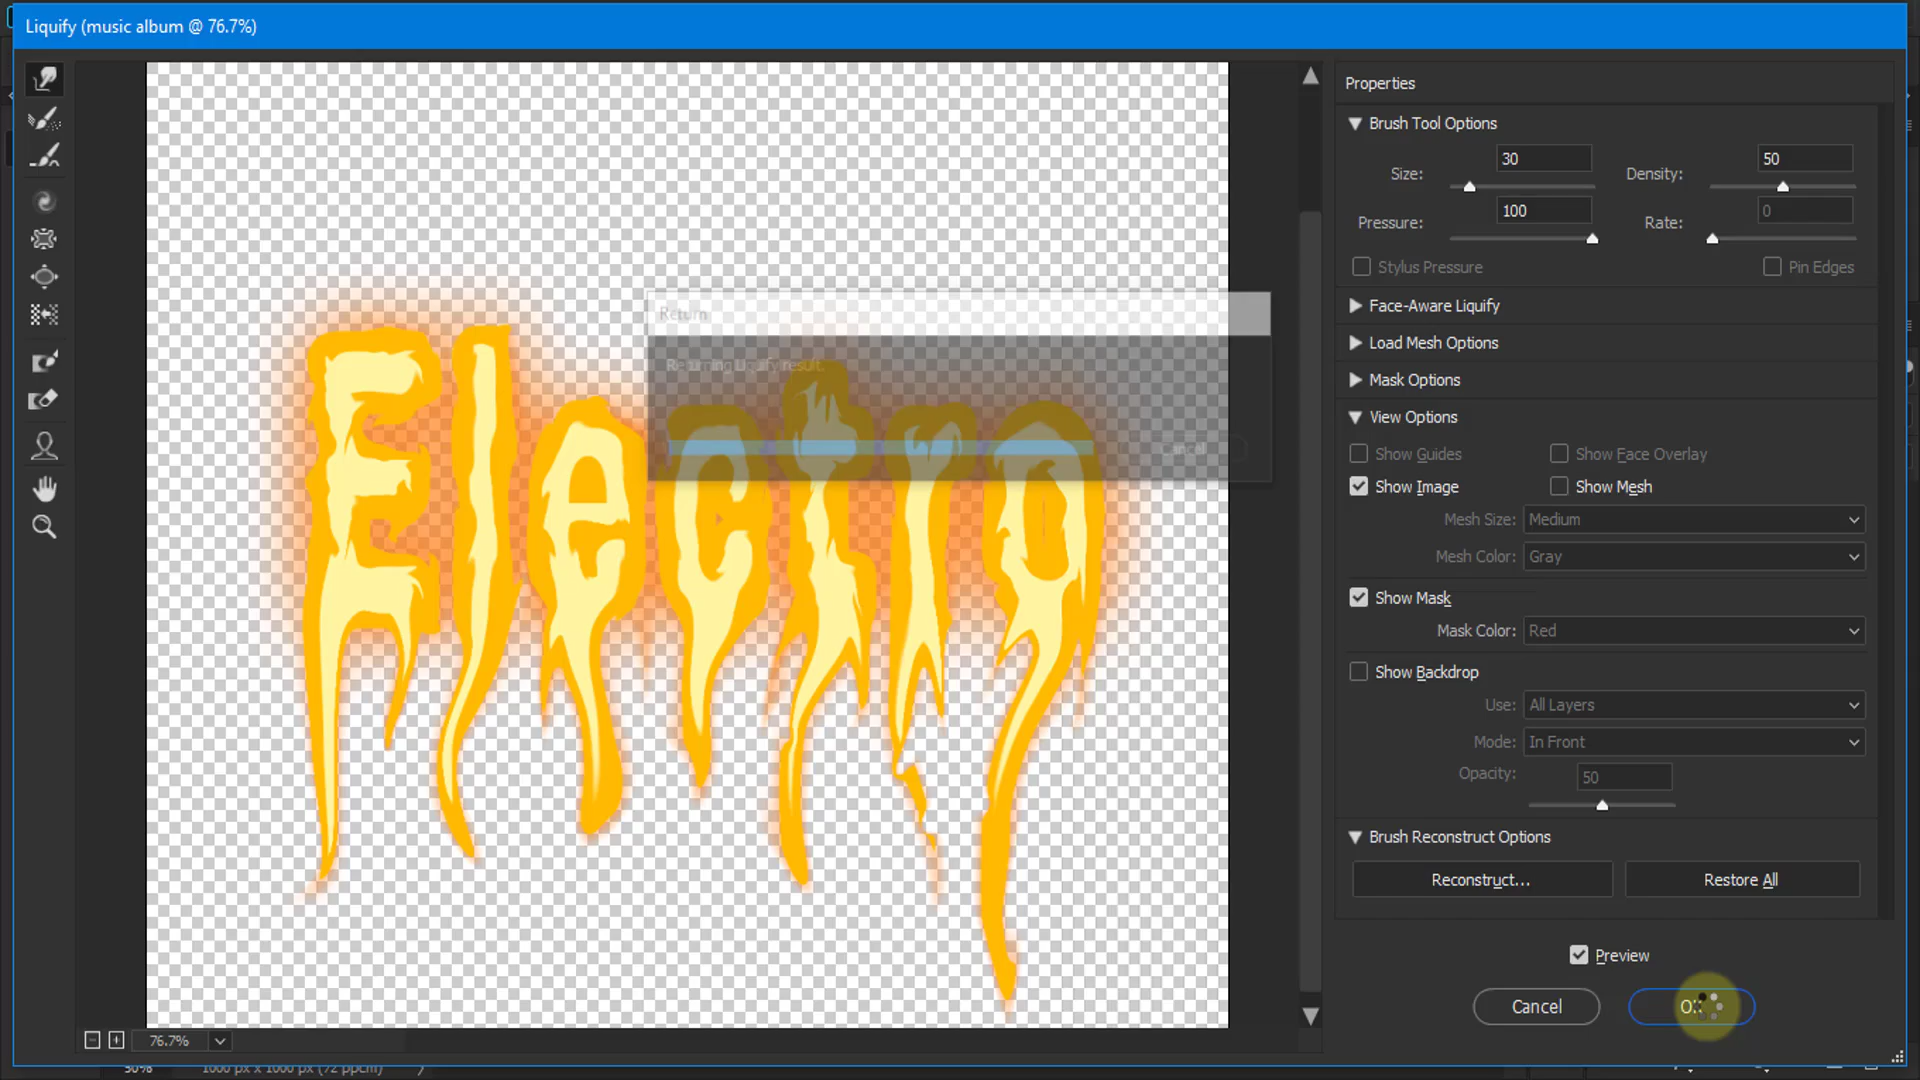 Liquify (music album @ 76.7%)
Properties
Brush Tool Options
Size: 30 Density: 50
Pressure: 100 Rate: 0
Stylus Pressure Pin Edges
Face-Aware Liquify
Load Mesh Options
Mask Options
View Options
Show Guides Show Face Overlay
Show Image Show Mesh
Mesh Size: Medium
Mesh Color: Gray
Show Mask
Mask Color: Red
Show Backdrop
Use: All Layers
Mode: In Front
Opacity: 50
Brush Reconstruct Options
Reconstruct... Restore All
Preview
Cancel OK
Return
Returning Liquify result.
Cancel
Electro
76.7%
50% 1000 px x 1000 px (72 ppcm)